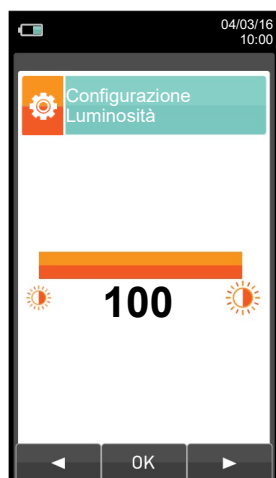 04/03/16
10:00
Configurazione
Luminosità
100
◄ OK ►